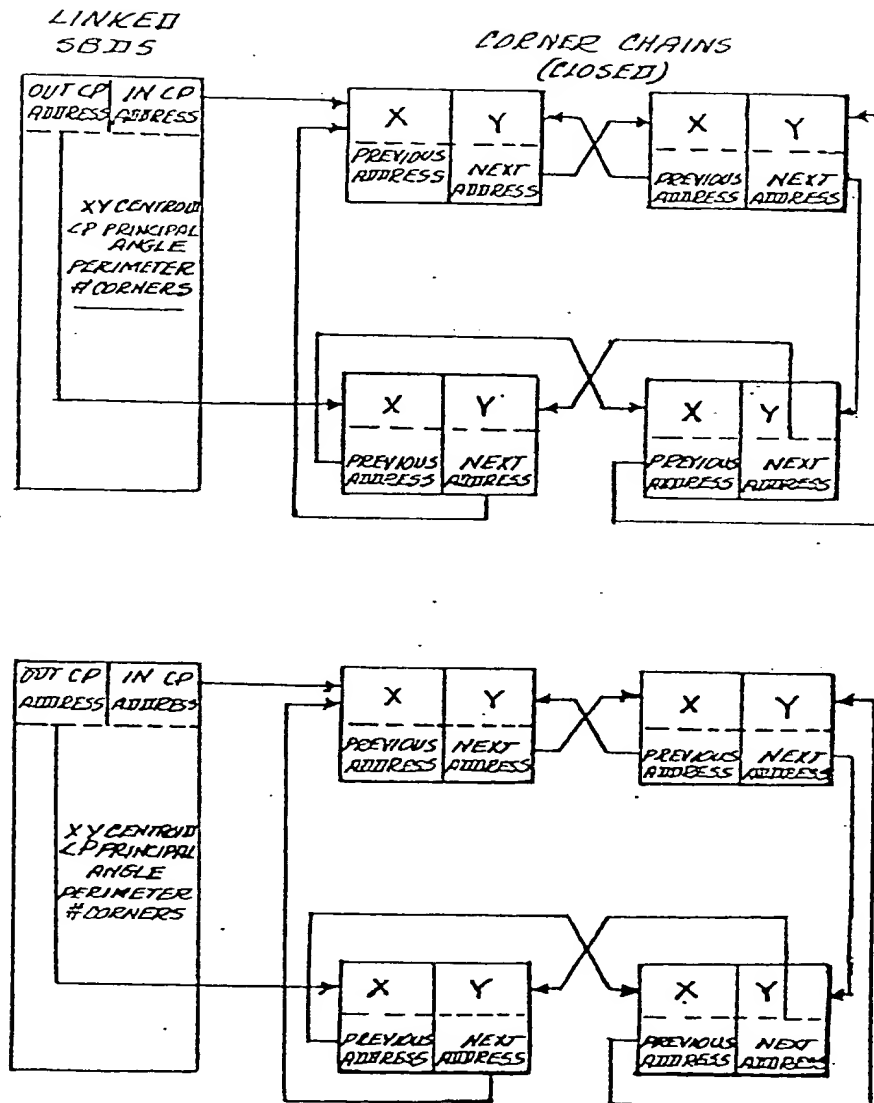 LINKED
SBDS
CORNER CHAINS
(CLOSED)
OUT CP
ADDRESS
IN CP
ADDRESS
XY CENTROID
LP PRINCIPAL
ANGLE
PERIMETER
# CORNERS
X
PREVIOUS
ADDRESS
Y
NEXT
ADDRESS
X
PREVIOUS
ADDRESS
Y
NEXT
ADDRESS
X
PREVIOUS
ADDRESS
Y
NEXT
ADDRESS
X
PREVIOUS
ADDRESS
Y
NEXT
ADDRESS
OUT CP
ADDRESS
IN CP
ADDRESS
XY CENTROID
LP PRINCIPAL
ANGLE
PERIMETER
# CORNERS
X
PREVIOUS
ADDRESS
Y
NEXT
ADDRESS
X
PREVIOUS
ADDRESS
Y
NEXT
ADDRESS
X
PREVIOUS
ADDRESS
Y
NEXT
ADDRESS
X
PREVIOUS
ADDRESS
Y
NEXT
ADDRESS